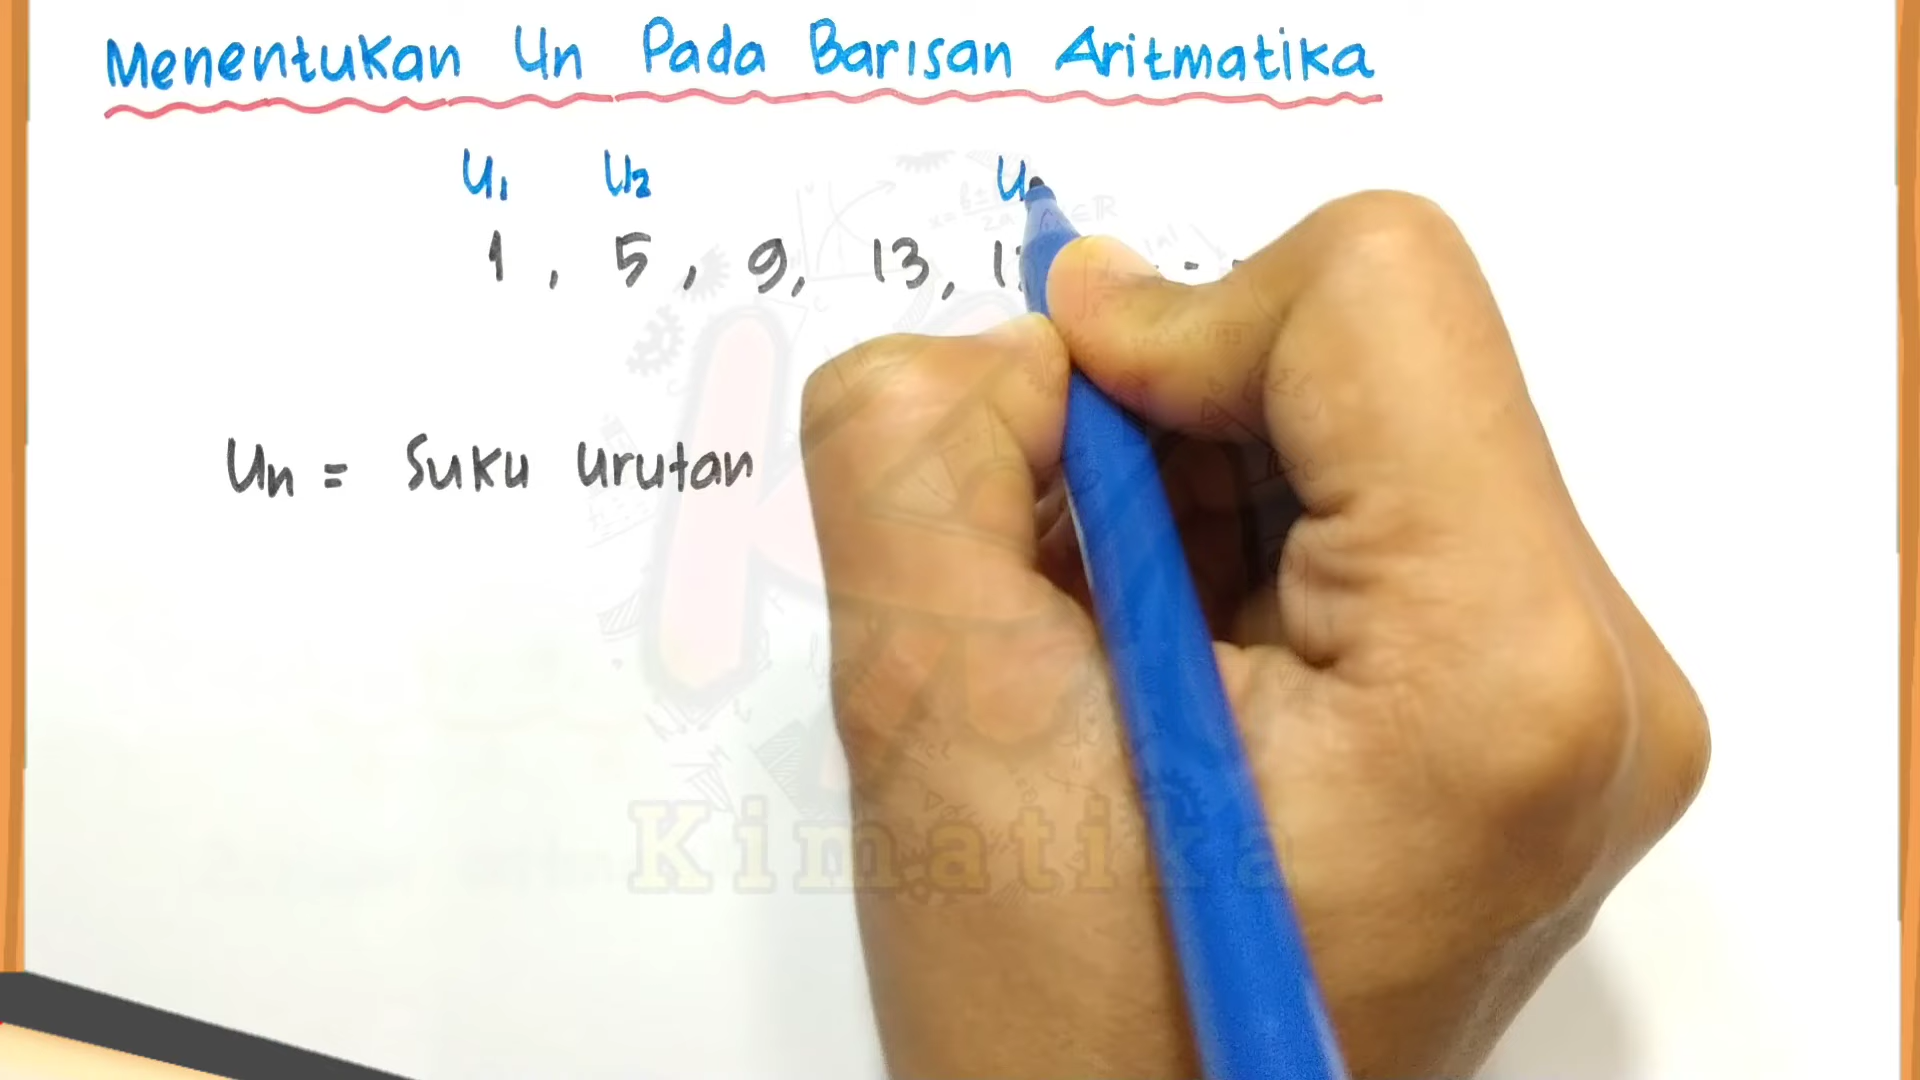 Menentukan Un Pada Barisan Aritmatika
U1 U2 U
1 , 5 , 9, 13,
Un = Suku Urutan
Kimatika